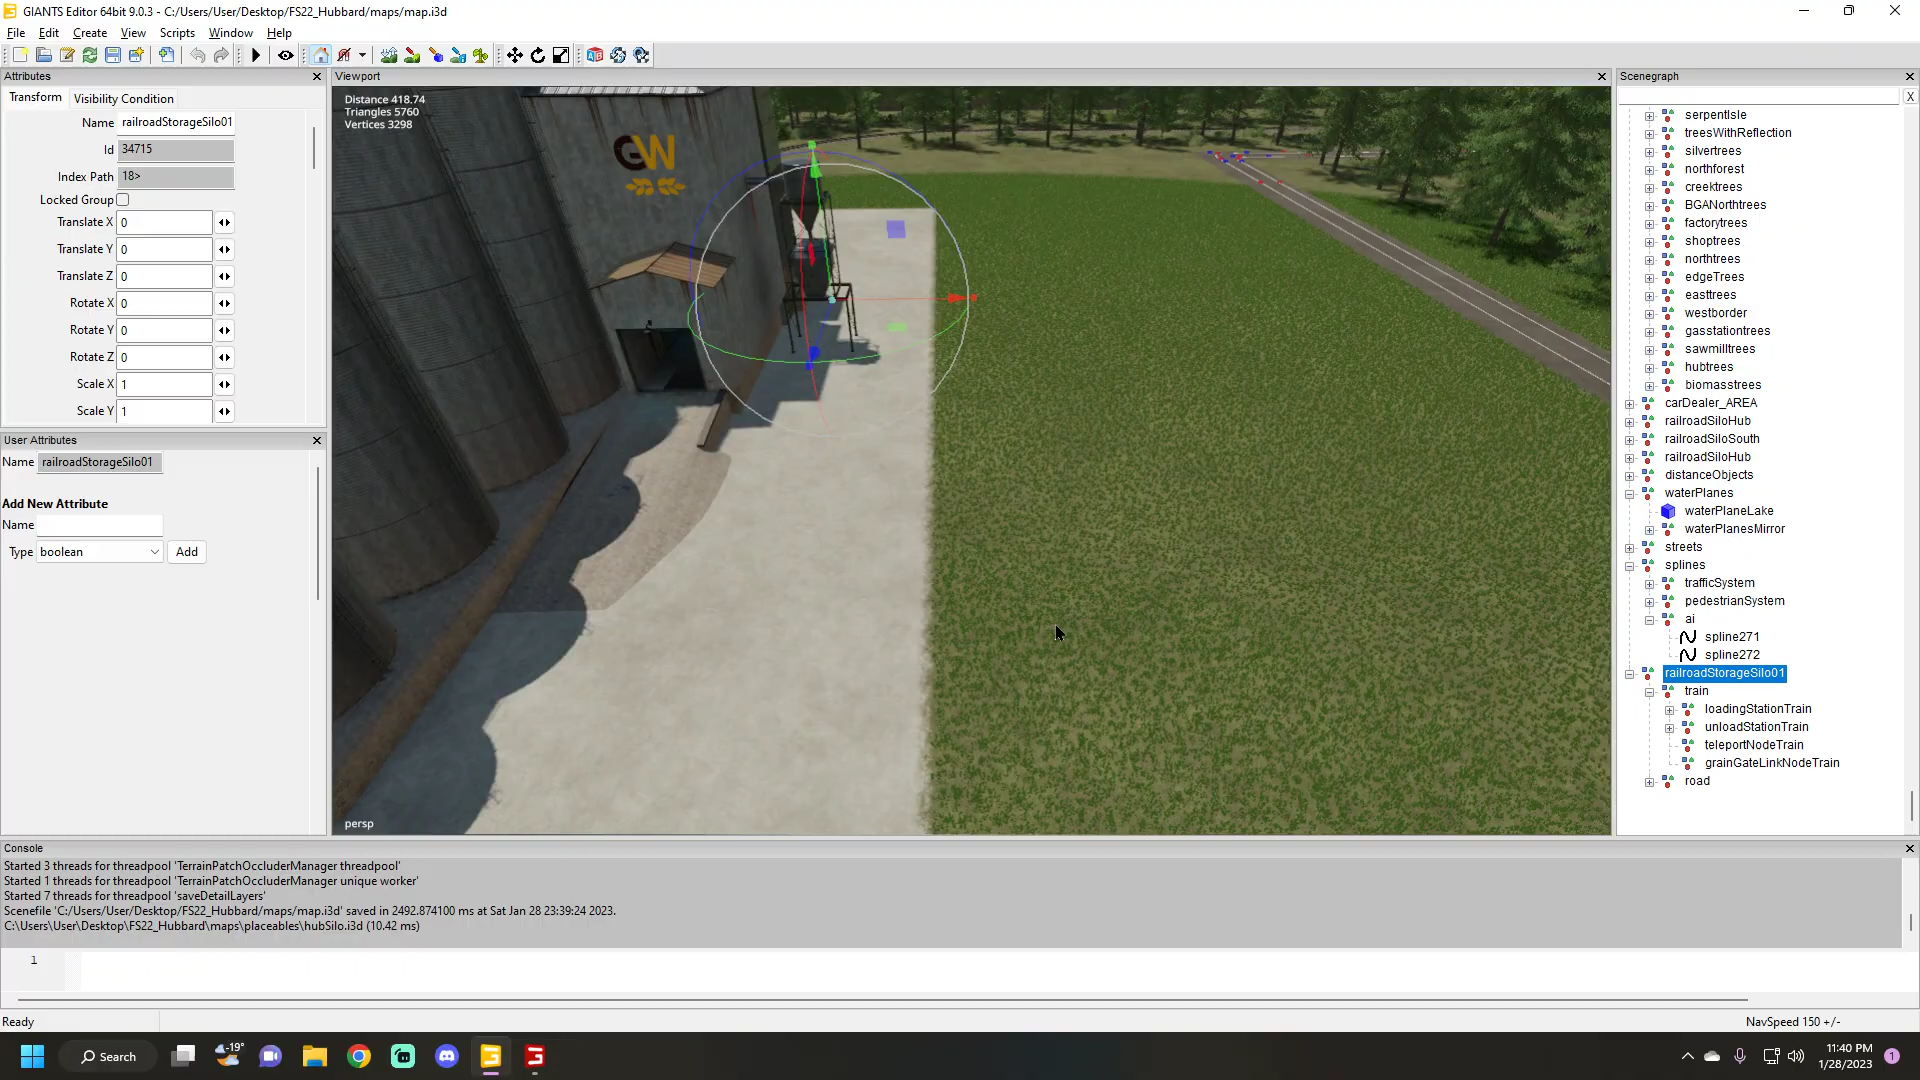 GIANTS Editor 64bit 9.0.3 - C:/Users/User/Desktop/FS22_Hubbard/maps/map.i3d
File Edit Create View Scripts Window Help
Attributes
Transform Visibility Condition
Name railroadStorageSilo01
Id 34715
Index Path 18>
Locked Group
Translate X 0
Translate Y 0
Translate Z 0
Rotate X 0
Rotate Y 0
Rotate Z 0
Scale X 1
Scale Y 1
User Attributes
Name railroadStorageSilo01
Add New Attribute
Name
Type boolean Add
Viewport
Distance 418.74
Triangles 5760
Vertices 3298
GW
persp
Scenegraph
X
serpentIsle
treesWithReflection
silvertrees
northforest
creektrees
BGANorthtrees
factorytrees
shoptrees
northtrees
edgeTrees
easttrees
westborder
gasstationtrees
sawmilltrees
hubtrees
biomasstrees
carDealer_AREA
railroadSiloHub
railroadSiloSouth
railroadSiloHub
distanceObjects
waterPlanes
waterPlaneLake
waterPlanesMirror
streets
splines
trafficSystem
pedestrianSystem
ai
spline271
spline272
railroadStorageSilo01
train
loadingStationTrain
unloadStationTrain
teleportNodeTrain
grainGateLinkNodeTrain
road
Console
Started 3 threads for threadpool 'TerrainPatchOccluderManager threadpool'
Started 1 threads for threadpool 'TerrainPatchOccluderManager unique worker'
Started 7 threads for threadpool 'saveDetailLayers'
Scenefile 'C:/Users/User/Desktop/FS22_Hubbard/maps/map.i3d' saved in 2492.874100 ms at Sat Jan 28 23:39:24 2023.
C:\Users\User\Desktop\FS22_Hubbard\maps\placeables\hubSilo.i3d (10.42 ms)
1
Ready
NavSpeed 150 +/-
Search
-19°
11:40 PM
1/28/2023
1